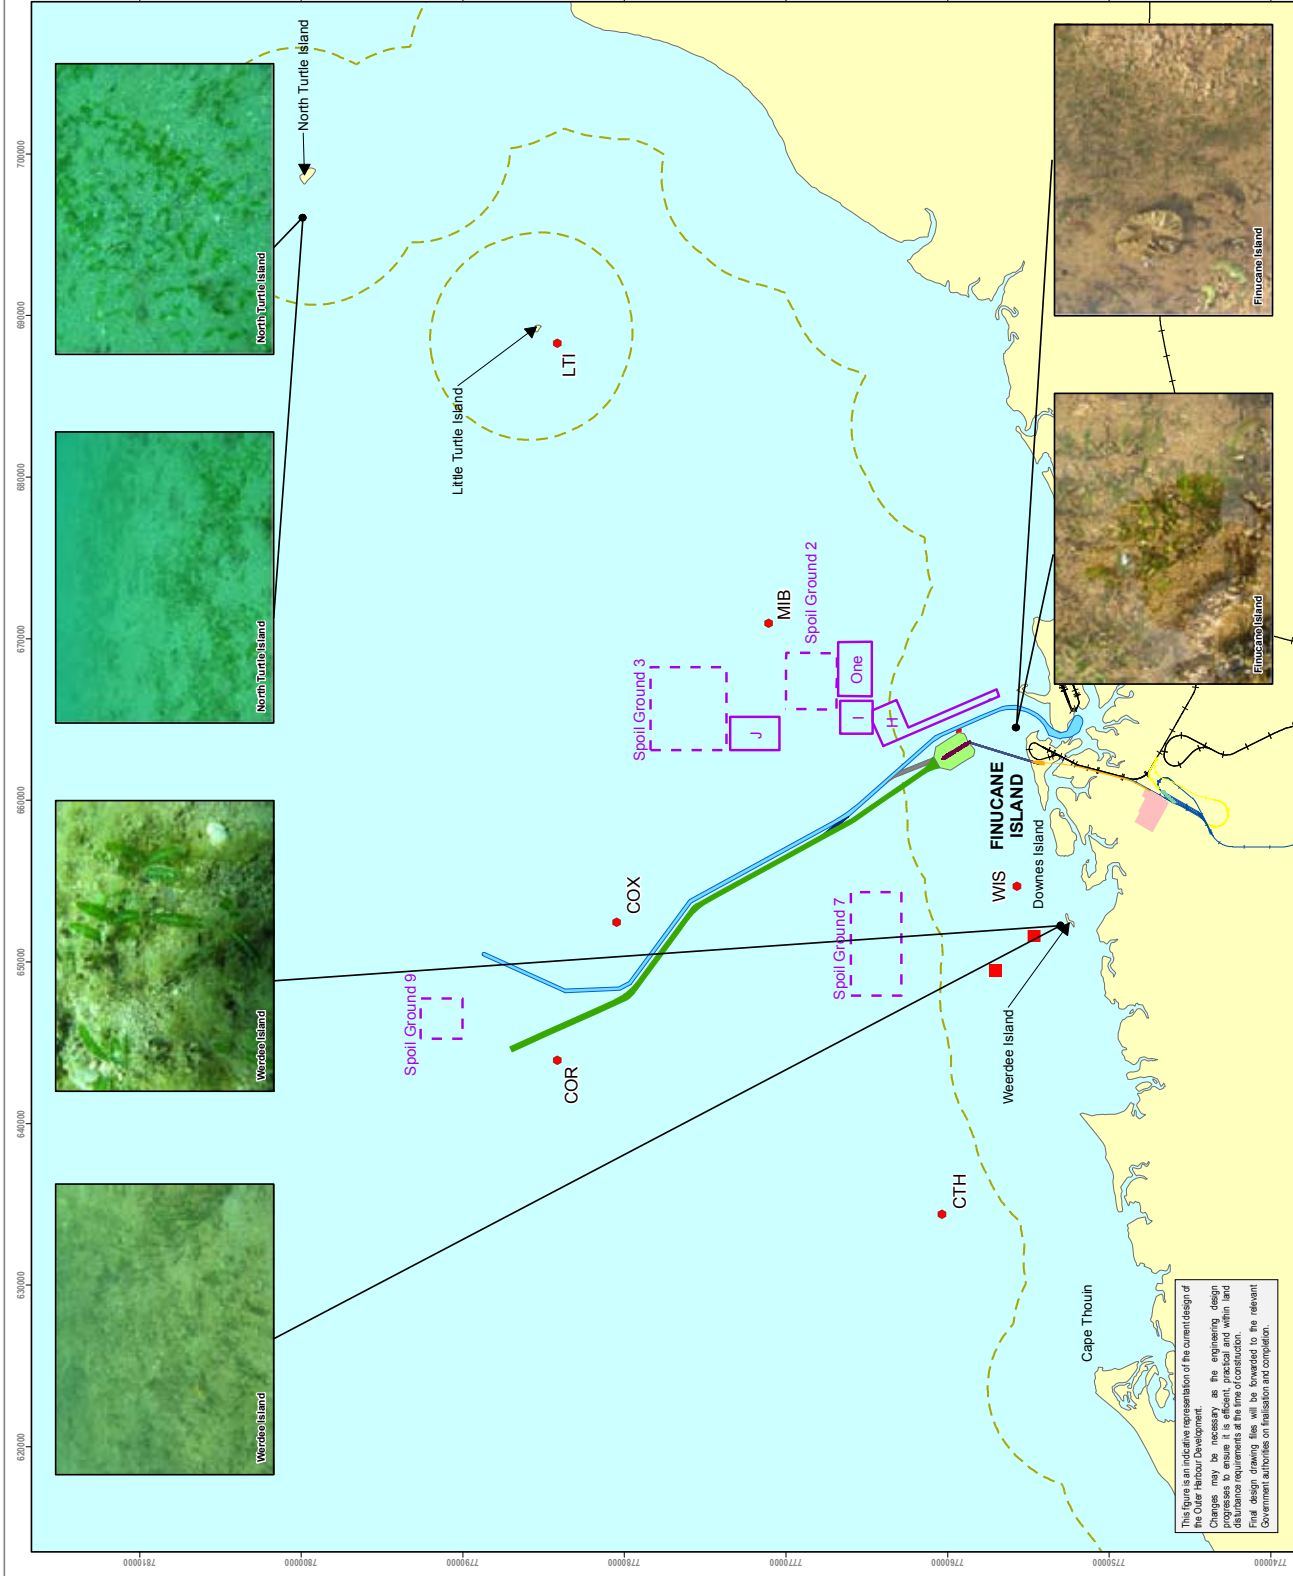 620000
630000
640000
650000
660000
670000
680000
690000
700000
7810000
7800000
7790000
7780000
7770000
7760000
7750000
7740000
Werdee Island
Werdee Island
North Turtle Island
North Turtle Island
North Turtle Island
Spoil Ground 9
Little Turtle Island
COR
LTI
COX
Spoil Ground 3
J
MIB
Spoil Ground 2
Spoil Ground 7
I
One
H
CTH
WIS
FINUCANE
ISLAND
Weerdee Island
Downes Island
Cape Thouin
Finucane Island
Finucane Island
This figure is an indicative representation of the current design of
the Outer Harbour Development.
Changes may be necessary as the engineering design
progresses to ensure it is efficient, practical and within land
disturbance requirements at the time of construction.
Final design drawing files will be forwarded to the relevant
Government authorities on finalisation and completion.